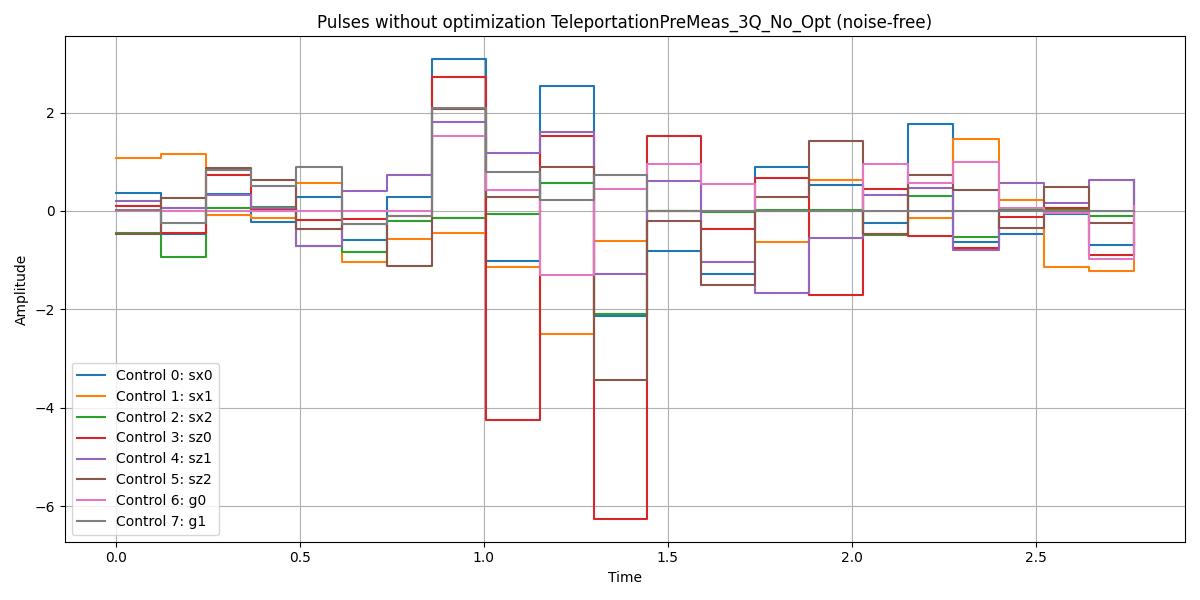 Pulses without optimization TeleportationPreMeas_3Q_No_Opt (noise-free)
Amplitude
2
0
−2
−4
−6
Control 0: sx0
Control 1: sx1
Control 2: sx2
Control 3: sz0
Control 4: sz1
Control 5: sz2
Control 6: g0
Control 7: g1
0.0 0.5 1.0 1.5 2.0 2.5
Time